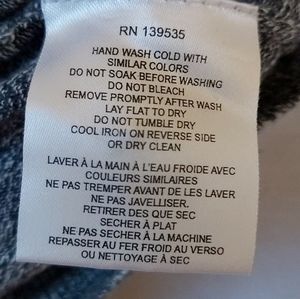 RN 139535
HAND WASH COLD WITH
SIMILAR COLORS
DO NOT SOAK BEFORE WASHING
DO NOT BLEACH
REMOVE PROMPTLY AFTER WASH
LAY FLAT TO DRY
DO NOT TUMBLE DRY
COOL IRON ON REVERSE SIDE
OR DRY CLEAN
LAVER À LA MAIN À L'EAU FROIDE AVEC
COULEURS SIMILAIRES
NE PAS TREMPER AVANT DE LES LAVER
NE PAS JAVELLISER.
RETIRER DES QUE SEC
SECHER À PLAT
NE PAS SECHER À LA MACHINE
REPASSER AU FER FROID AU VERSO
OU NETTOYAGE À SEC